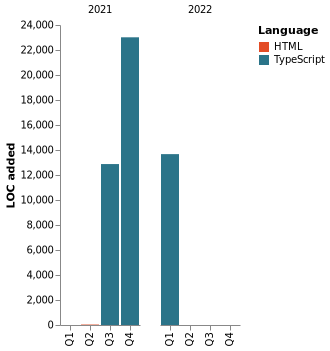 2021
2022
Language
HTML
TypeScript
LOC added
24,000
22,000
20,000
18,000
16,000
14,000
12,000
10,000
8,000
6,000
4,000
2,000
0
Q1
Q2
Q3
Q4
Q1
Q2
Q3
Q4